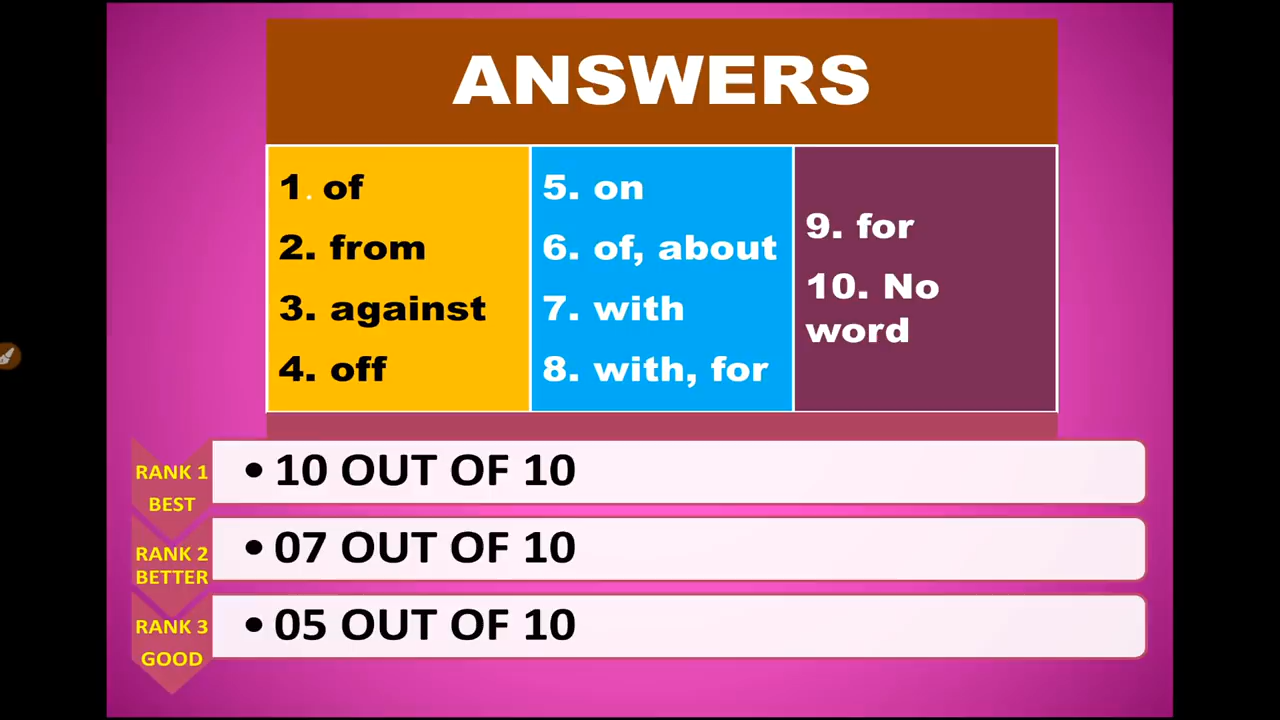 ANSWERS
1. of
2. from
3. against
4. off
5. on
6. of, about
7. with
8. with, for
9. for
10. No
word
RANK 1
BEST
• 10 OUT OF 10
RANK 2
BETTER
• 07 OUT OF 10
RANK 3
GOOD
• 05 OUT OF 10